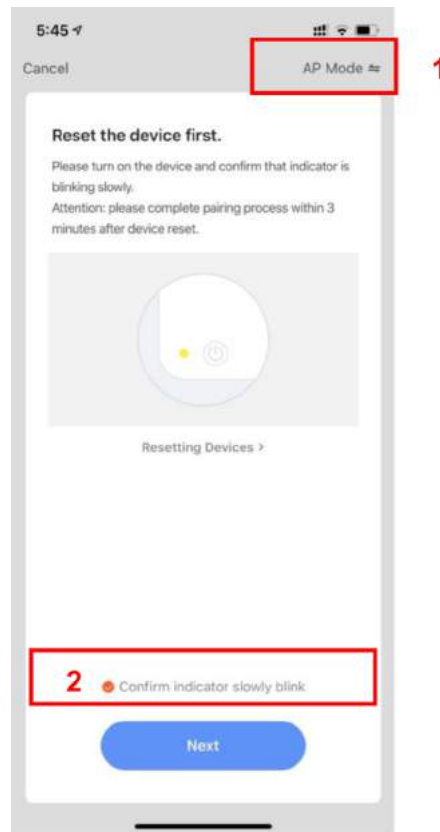 5:45
Cancel
AP Mode
1
Reset the device first.
Please turn on the device and confirm that indicator is
blinking slowly.
Attention: please complete pairing process within 3
minutes after device reset.
Resetting Devices >
2 Confirm indicator slowly blink
Next